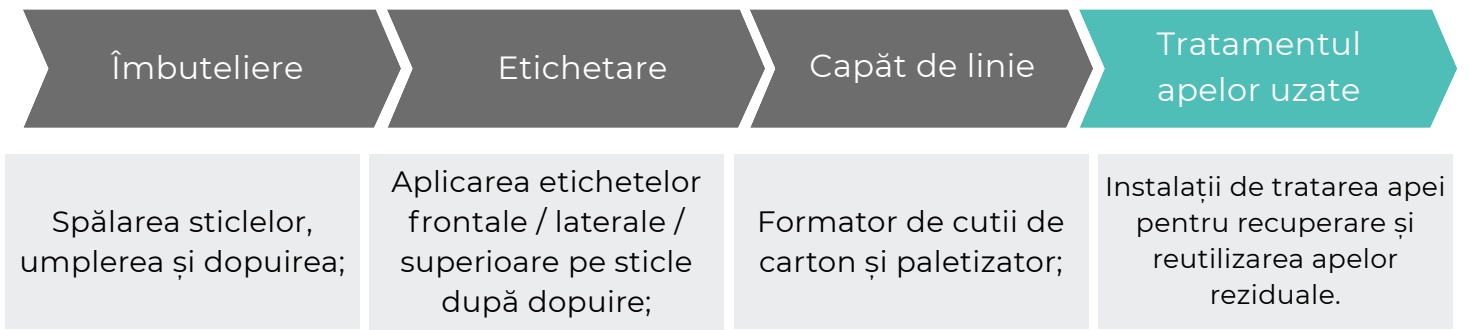 Îmbuteliere
Etichetare
Capăt de linie
Tratamentul
apelor uzate
Spălarea sticlelor,
umplerea și dopuirea;
Aplicarea etichetelor
frontale / laterale /
superioare pe sticle
după dopuire;
Formator de cutii de
carton și paletizator;
Instalații de tratarea apei
pentru recuperare și
reutilizarea apelor
reziduale.